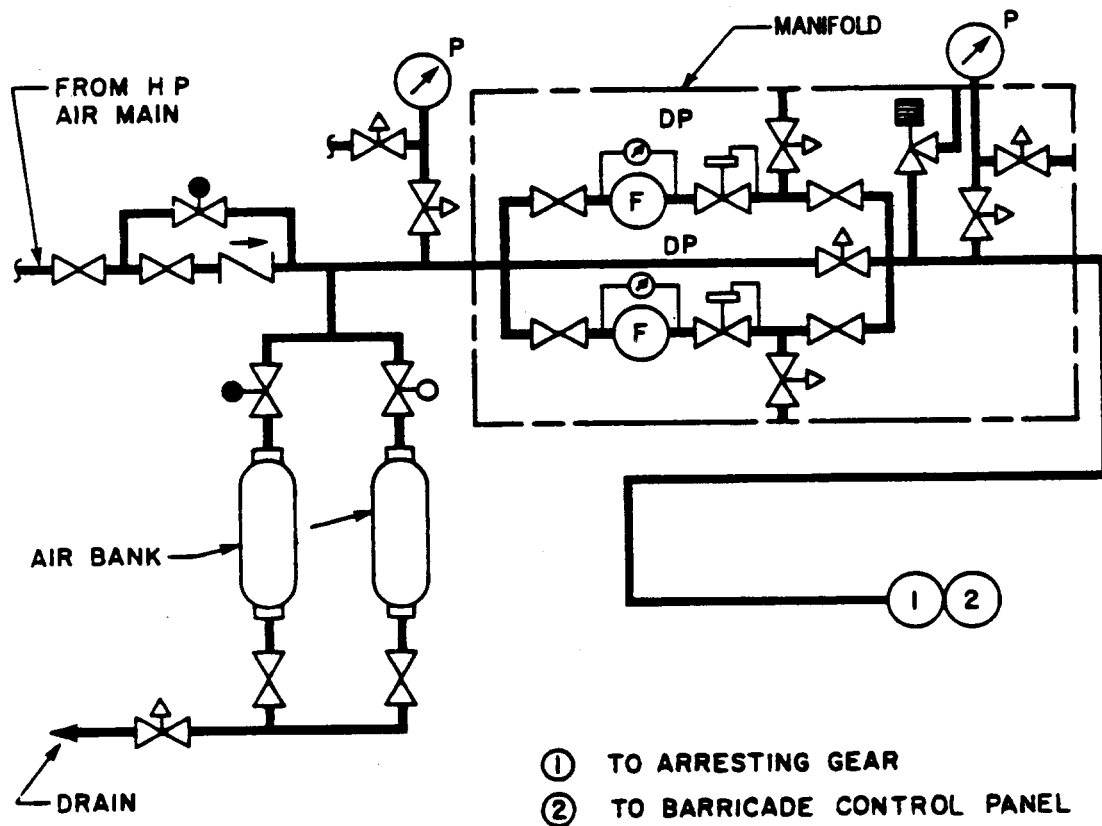 P
MANIFOLD
P
FROM H P
AIR MAIN
DP
F
DP
F
AIR BANK
1 2
DRAIN
1 TO ARRESTING GEAR
2 TO BARRICADE CONTROL PANEL